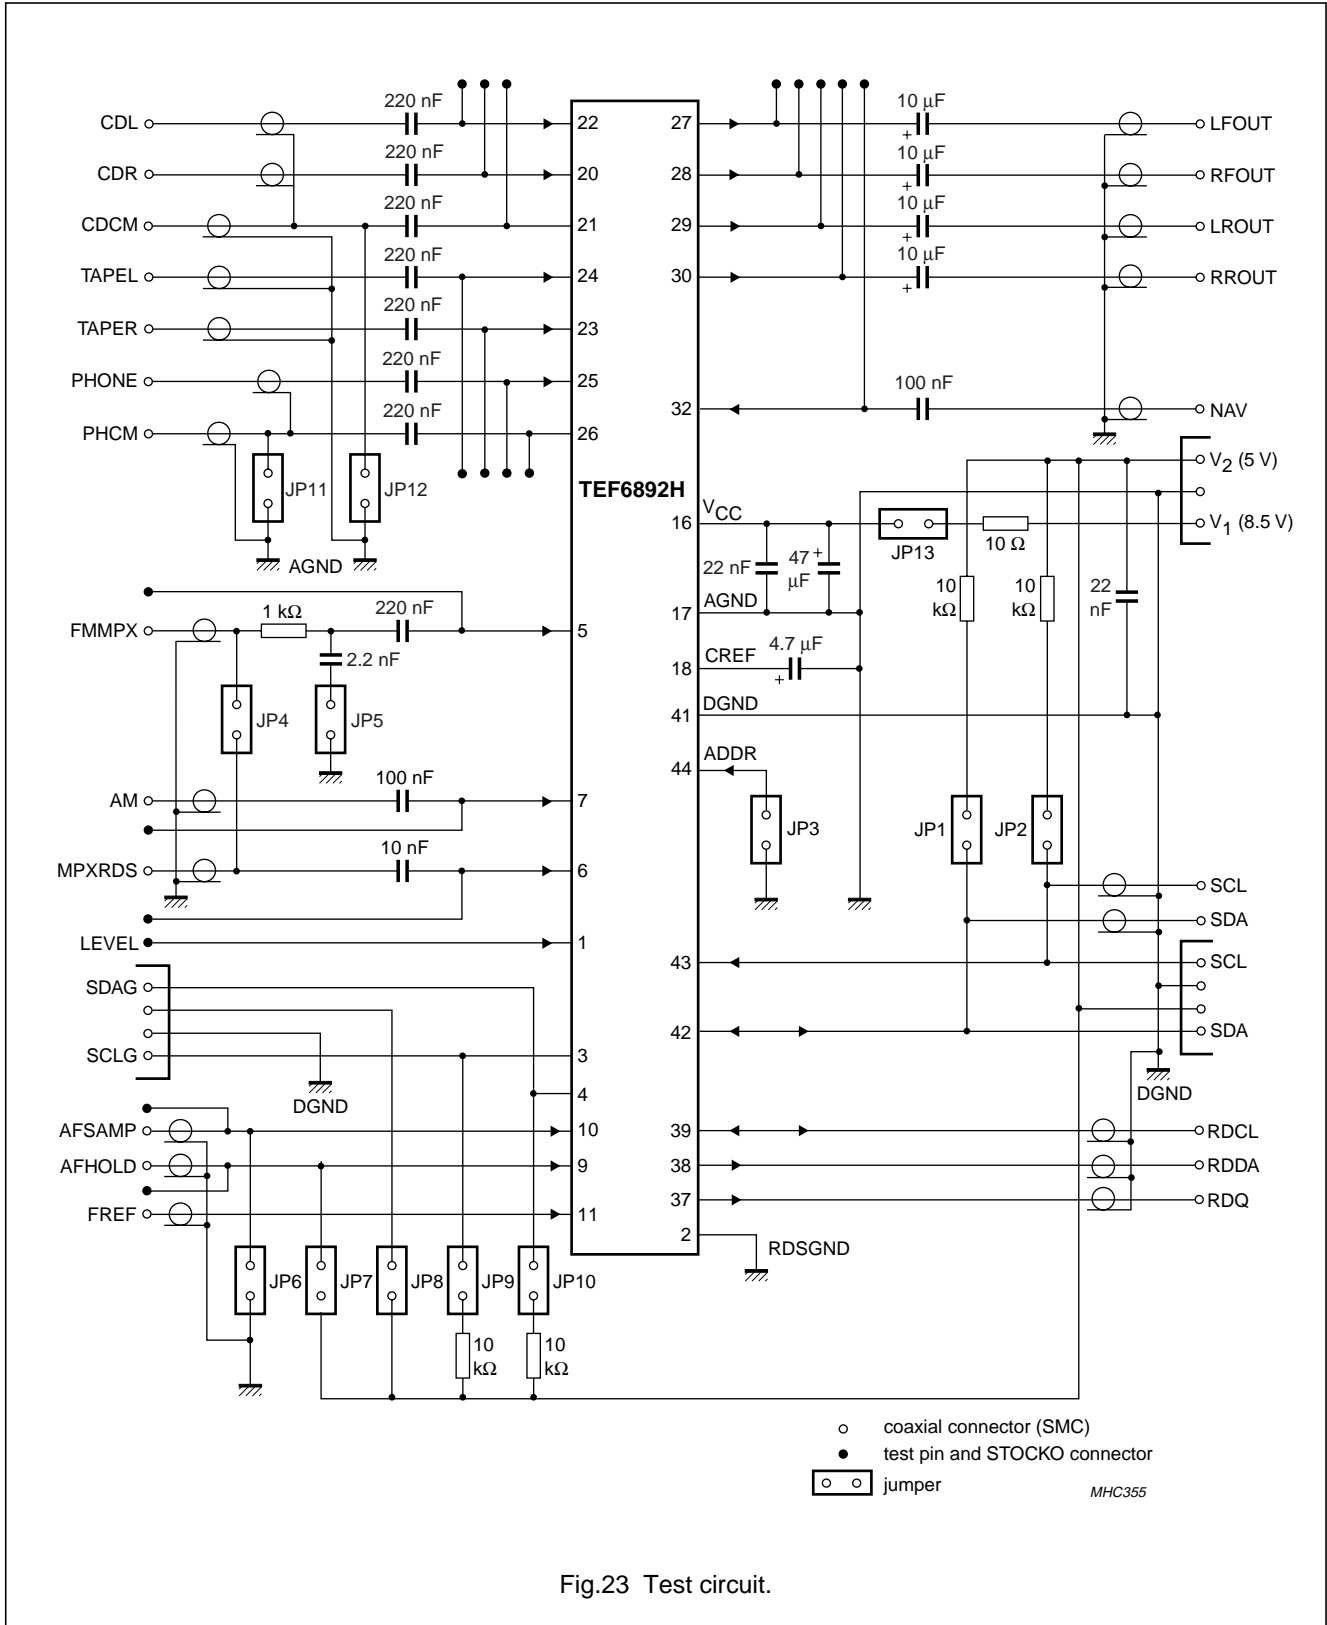 CDL
220 nF
22
27
10 µF
+
LFOUT
CDR
220 nF
20
28
10 µF
+
RFOUT
CDCM
220 nF
21
29
10 µF
+
LROUT
TAPEL
220 nF
24
30
10 µF
+
RROUT
TAPER
220 nF
23
PHONE
220 nF
25
32
100 nF
NAV
PHCM
220 nF
26
JP11
JP12
AGND
TEF6892H
V2 (5 V)
16
VCC
JP13
10 Ω
V1 (8.5 V)
22 nF
47 µF
+
10 kΩ
10 kΩ
22 nF
17
AGND
FMMPX
1 kΩ
220 nF
5
2.2 nF
JP4
JP5
18
CREF
4.7 µF
+
41
DGND
44
ADDR
JP3
JP1
JP2
AM
100 nF
7
MPXRDS
10 nF
6
SCL
SDA
LEVEL
1
43
SCL
SDAG
42
SDA
SCLG
3
DGND
4
DGND
AFSAMP
10
39
RDCL
AFHOLD
9
38
RDDA
FREF
11
37
RDQ
2
RDSGND
JP6
JP7
JP8
JP9
JP10
10 kΩ
10 kΩ
coaxial connector (SMC)
test pin and STOCKO connector
jumper
MHC355
Fig.23 Test circuit.